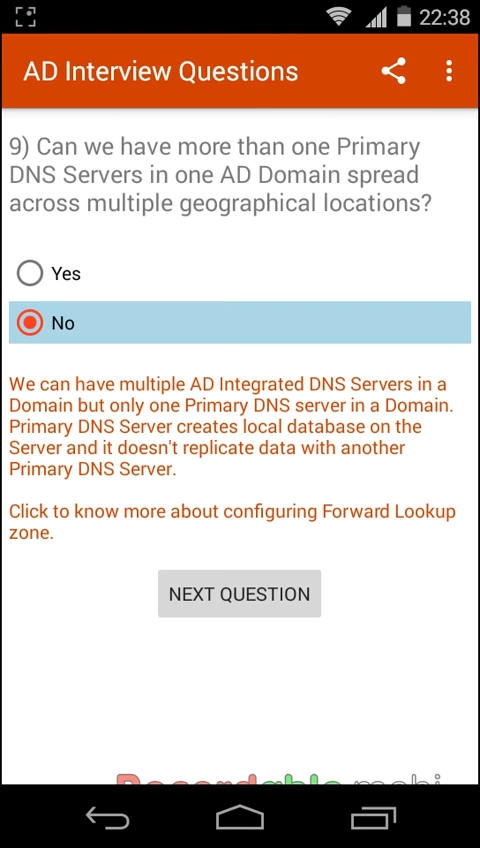 22:38
AD Interview Questions
9) Can we have more than one Primary
DNS Servers in one AD Domain spread
across multiple geographical locations?
Yes
No
We can have multiple AD Integrated DNS Servers in a
Domain but only one Primary DNS server in a Domain.
Primary DNS Server creates local database on the
Server and it doesn't replicate data with another
Primary DNS Server.
Click to know more about configuring Forward Lookup
zone.
NEXT QUESTION